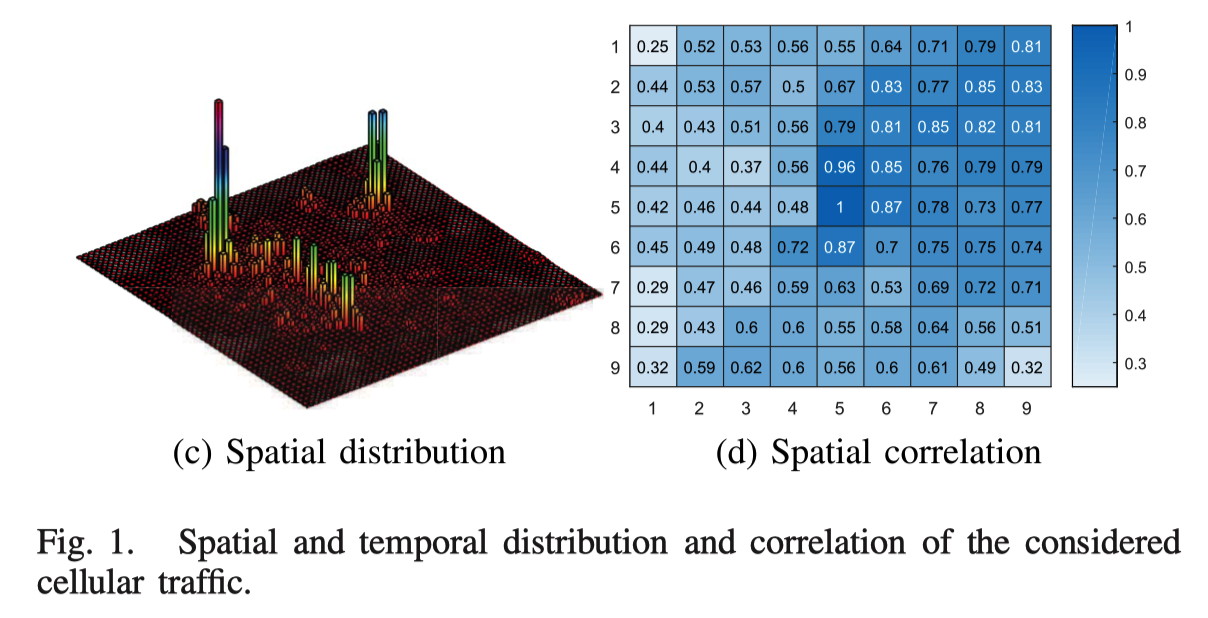 1 0.25 0.52 0.53 0.56 0.55 0.64 0.71 0.79 0.81
2 0.44 0.53 0.57 0.5 0.67 0.83 0.77 0.85 0.83
3 0.4 0.43 0.51 0.56 0.79 0.81 0.85 0.82 0.81
4 0.44 0.4 0.37 0.56 0.96 0.85 0.76 0.79 0.79
5 0.42 0.46 0.44 0.48 1 0.87 0.78 0.73 0.77
6 0.45 0.49 0.48 0.72 0.87 0.7 0.75 0.75 0.74
7 0.29 0.47 0.46 0.59 0.63 0.53 0.69 0.72 0.71
8 0.29 0.43 0.6 0.6 0.55 0.58 0.64 0.56 0.51
9 0.32 0.59 0.62 0.6 0.56 0.6 0.61 0.49 0.32
1 2 3 4 5 6 7 8 9
1
0.9
0.8
0.7
0.6
0.5
0.4
0.3
(c) Spatial distribution
(d) Spatial correlation
Fig. 1. Spatial and temporal distribution and correlation of the considered
cellular traffic.